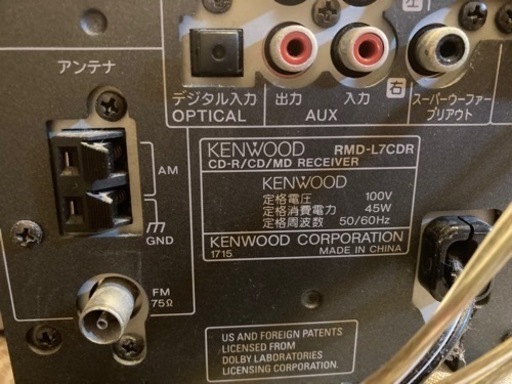 アンテナ
デジタル入力
OPTICAL
出力
入力
AUX
右
スーパーウーファー
プリアウト
AM
GND
FM
75Ω
KENWOOD RMD-L7CDR
CD-R/CD/MD RECEIVER
KENWOOD
定格電圧 100V
定格消費電力 45W
定格周波数 50/60Hz
KENWOOD CORPORATION
1715 MADE IN CHINA
US AND FOREIGN PATENTS
LICENSED FROM
DOLBY LABORATORIES
LICENSING CORPORATION.